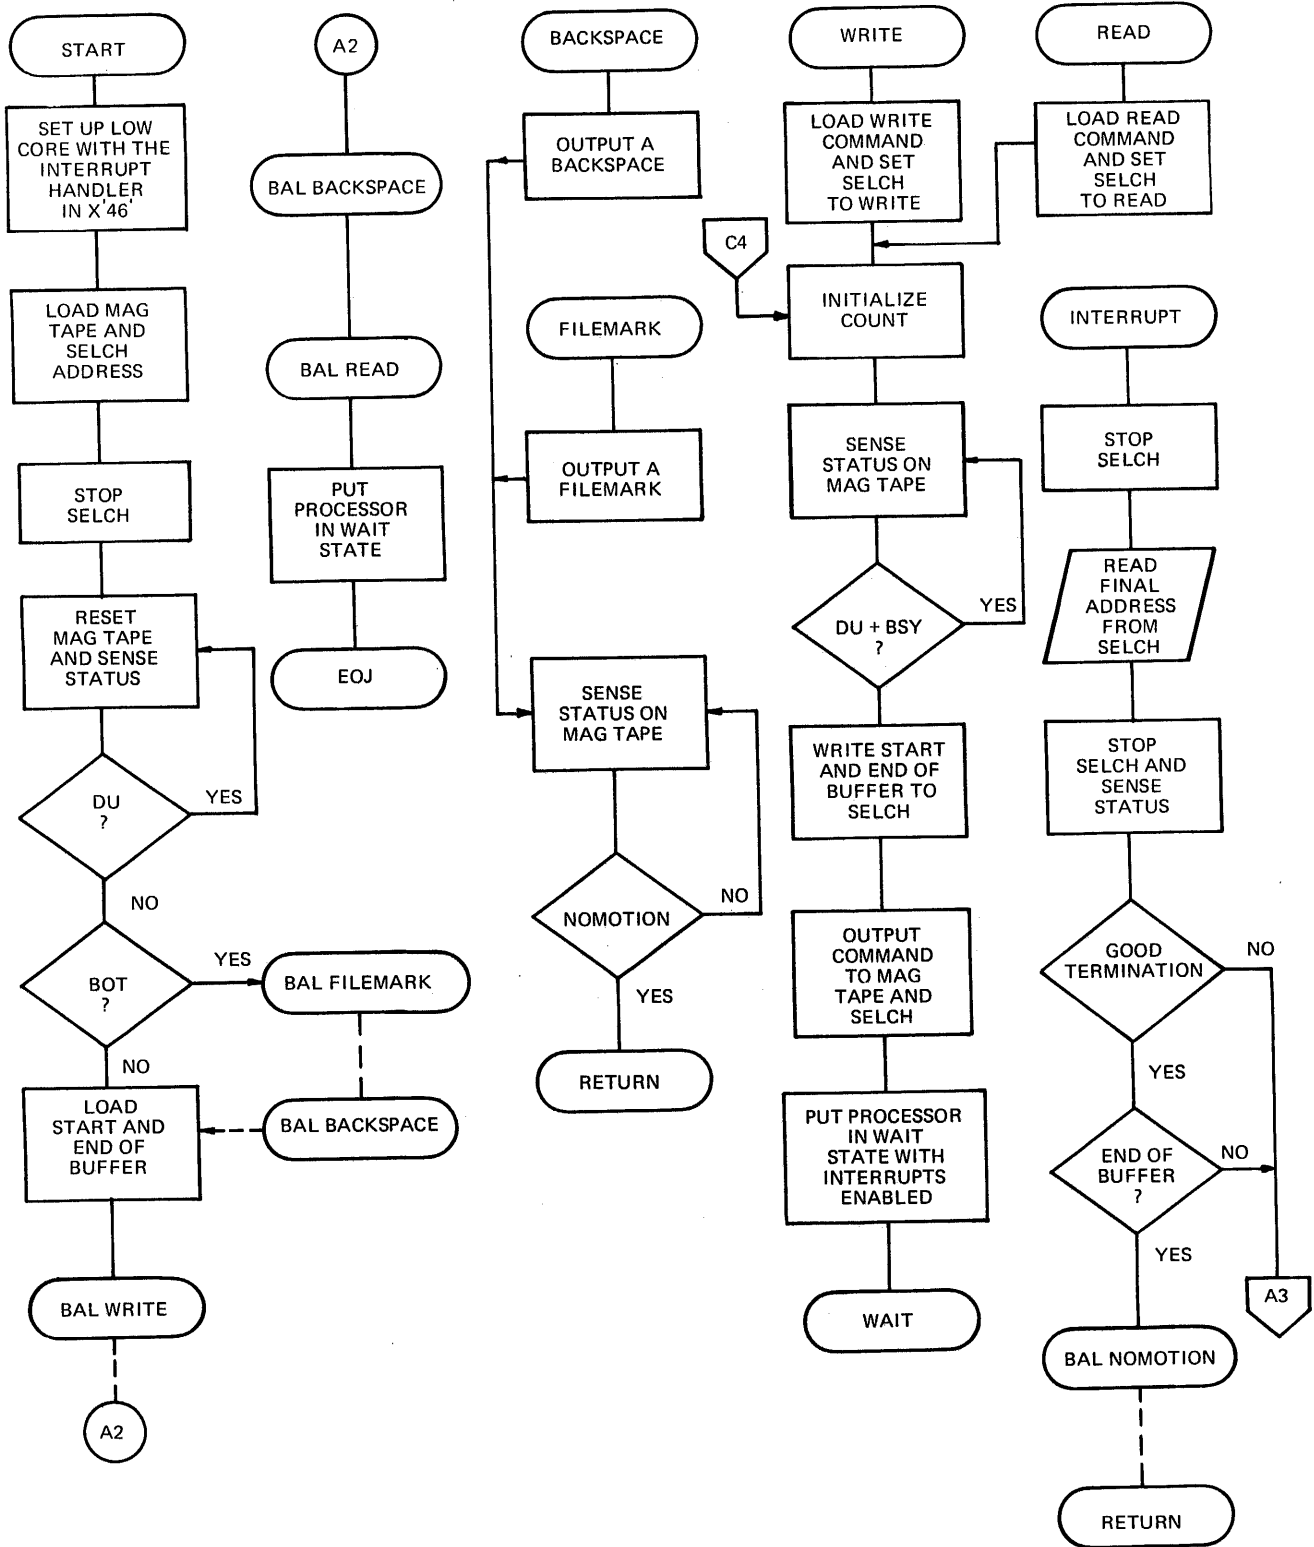 START
SET UP LOW
CORE WITH THE
INTERRUPT
HANDLER
IN X'46'
LOAD MAG
TAPE AND
SELCH
ADDRESS
STOP
SELCH
RESET
MAG TAPE
AND SENSE
STATUS
DU
?
YES
NO
BOT
?
YES
BAL FILEMARK
BAL BACKSPACE
NO
LOAD
START AND
END OF
BUFFER
BAL WRITE
A2
A2
BAL BACKSPACE
BAL READ
PUT
PROCESSOR
IN WAIT
STATE
EOJ
BACKSPACE
OUTPUT A
BACKSPACE
FILEMARK
OUTPUT A
FILEMARK
SENSE
STATUS ON
MAG TAPE
NOMOTION
NO
YES
RETURN
WRITE
LOAD WRITE
COMMAND
AND SET
SELCH
TO WRITE
C4
INITIALIZE
COUNT
SENSE
STATUS ON
MAG TAPE
DU + BSY
?
YES
WRITE START
AND END OF
BUFFER TO
SELCH
OUTPUT
COMMAND
TO MAG
TAPE AND
SELCH
PUT PROCESSOR
IN WAIT
STATE WITH
INTERRUPTS
ENABLED
WAIT
READ
LOAD READ
COMMAND
AND SET
SELCH
TO READ
INTERRUPT
STOP
SELCH
READ
FINAL
ADDRESS
FROM
SELCH
STOP
SELCH AND
SENSE
STATUS
GOOD
TERMINATION
NO
YES
END OF
BUFFER
?
NO
YES
A3
BAL NOMOTION
RETURN